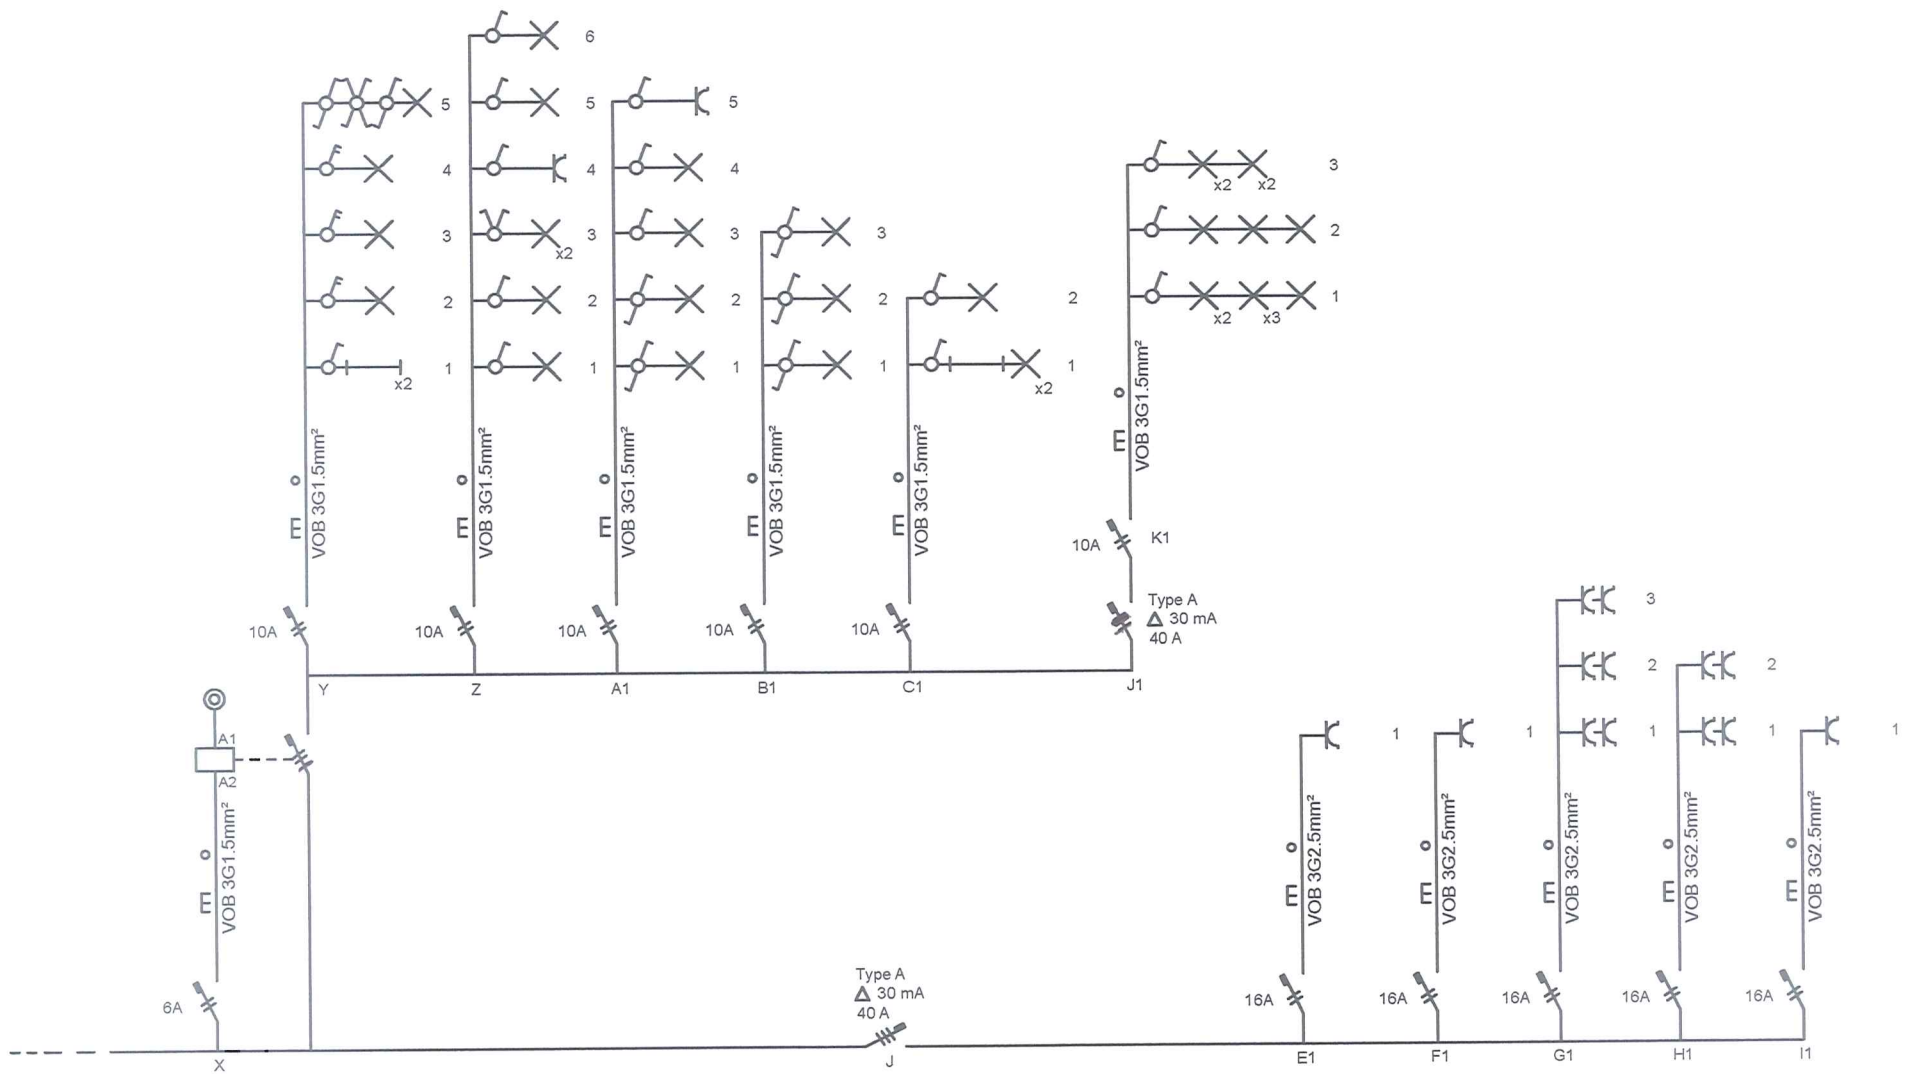 6
5
5
5
4
4
4
3
3
3
3
3
x2
2
2
2
2
2
2
1
1
1
1
1
1
x2
x2
x2
x2
x2
x3
VOB 3G1.5mm²
VOB 3G1.5mm²
VOB 3G1.5mm²
VOB 3G1.5mm²
VOB 3G1.5mm²
VOB 3G1.5mm²
E
E
E
E
E
E
10A
K1
Type A
Δ 30 mA
40 A
10A
10A
10A
10A
10A
Y
Z
A1
B1
C1
J1
A1
A2
VOB 3G1.5mm²
E
6A
X
Type A
Δ 30 mA
40 A
J
3
2
2
1
1
1
1
1
VOB 3G2.5mm²
VOB 3G2.5mm²
VOB 3G2.5mm²
VOB 3G2.5mm²
VOB 3G2.5mm²
E
E
E
E
E
16A
16A
16A
16A
16A
E1
F1
G1
H1
I1